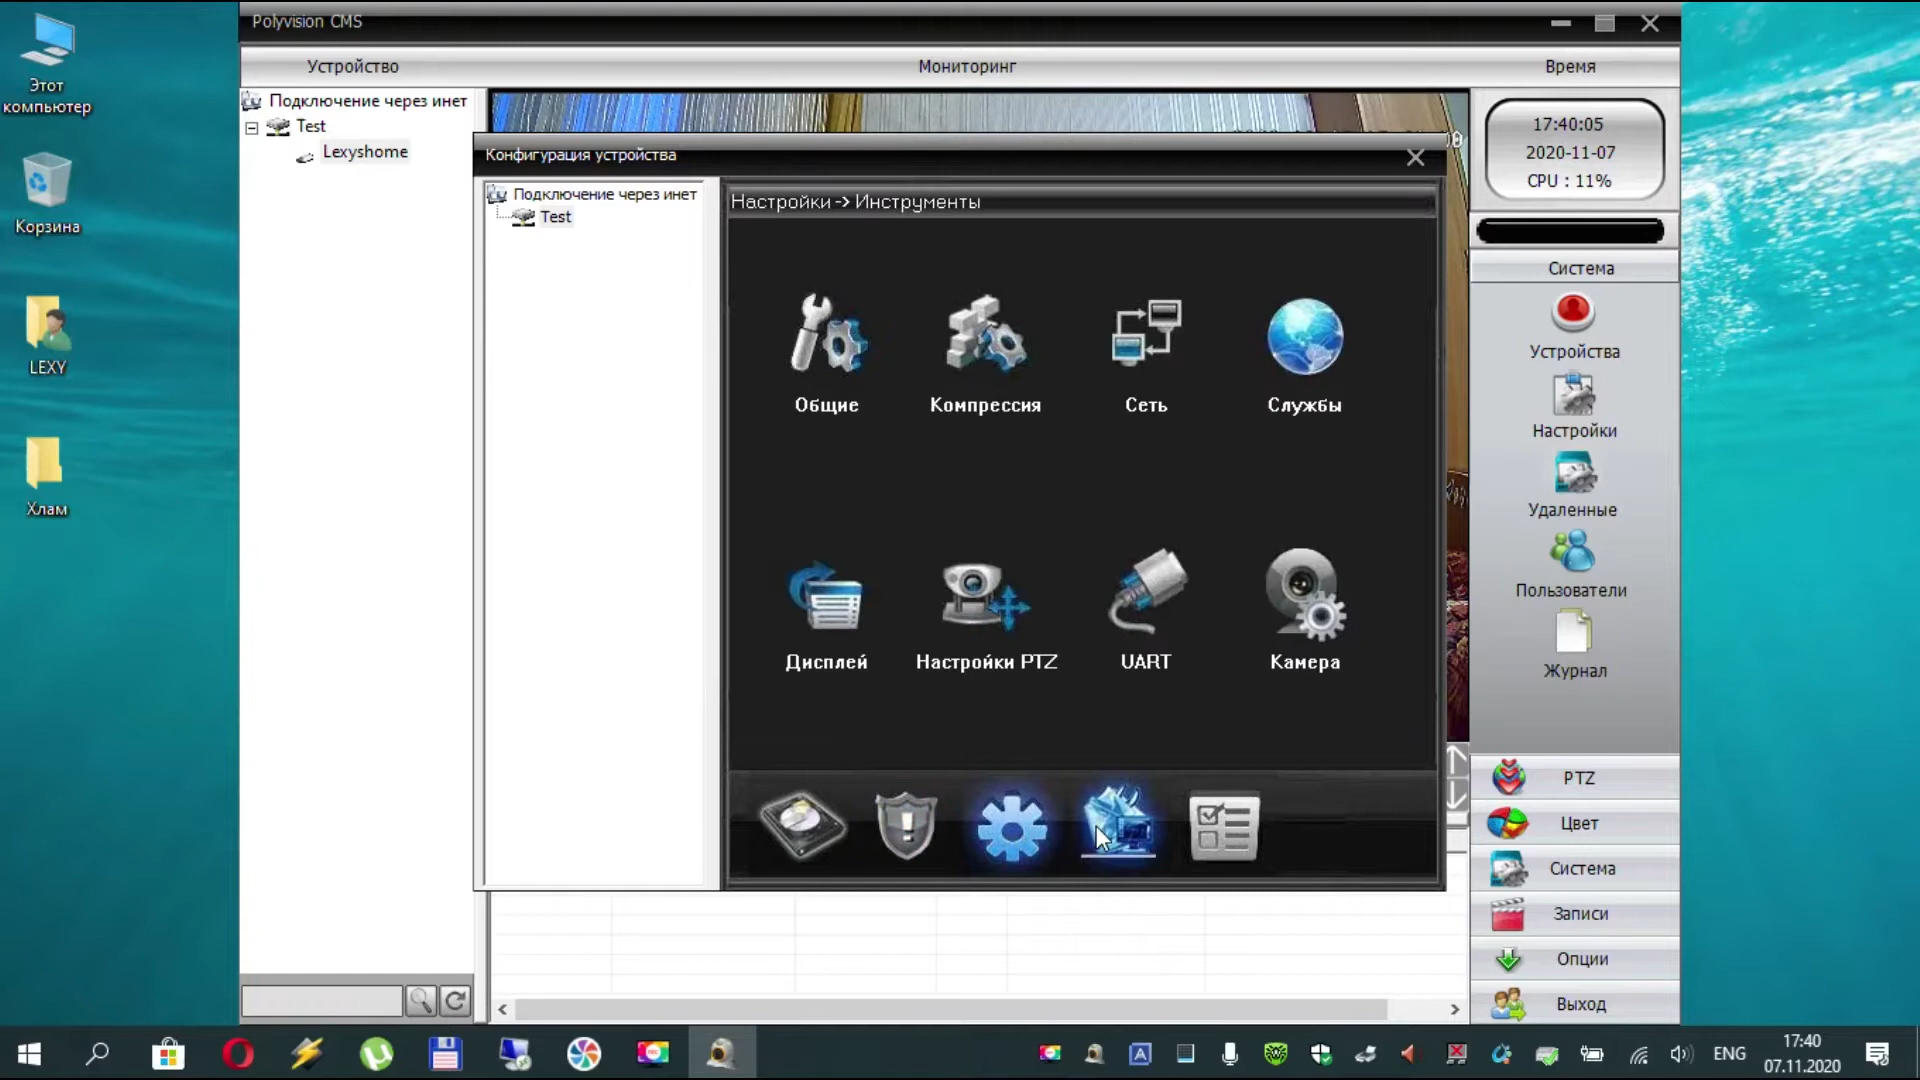 Polyvision CMS
Устройство
Мониторинг
Время
Этот компьютер
Корзина
LEXY
Хлам
Подключение через инет
Test
Lexyshome
Конфигурация устройства
Подключение через инет
Test
Настройки -> Инструменты
Общие
Компрессия
Сеть
Службы
Дисплей
Настройки PTZ
UART
Камера
17:40:05
2020-11-07
CPU : 11%
Система
Устройства
Настройки
Удаленные
Пользователи
Журнал
PTZ
Цвет
Система
Записи
Опции
Выход
ENG
17:40
07.11.2020